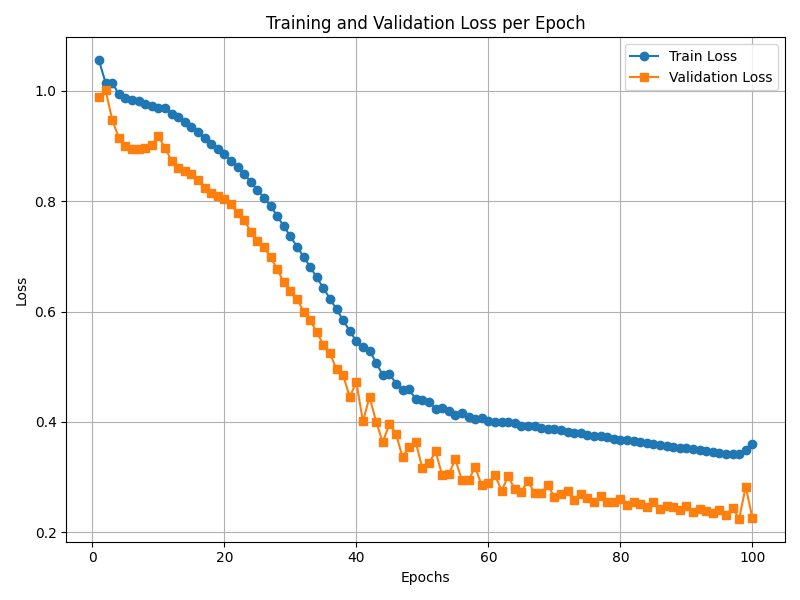 Training and Validation Loss per Epoch
Train Loss
Validation Loss
1.0
0.8
0.6
0.4
0.2
Loss
0 20 40 60 80 100
Epochs